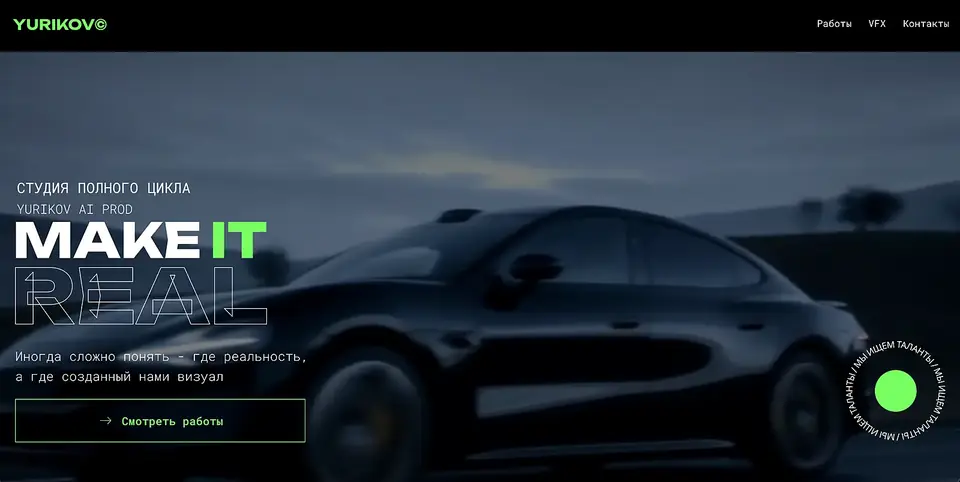 YURIKOV©
Работы VFX Контакты
СТУДИЯ ПОЛНОГО ЦИКЛА
YURIKOV AI PROD
MAKE IT
REAL
Иногда сложно понять - где реальность,
а где созданный нами визуал
→ Смотреть работы
МЫ ИЩЕМ ТАЛАНТЫ / МЫ ИЩЕМ ТАЛАНТЫ / МЫ ИЩЕМ ТАЛАНТЫ /